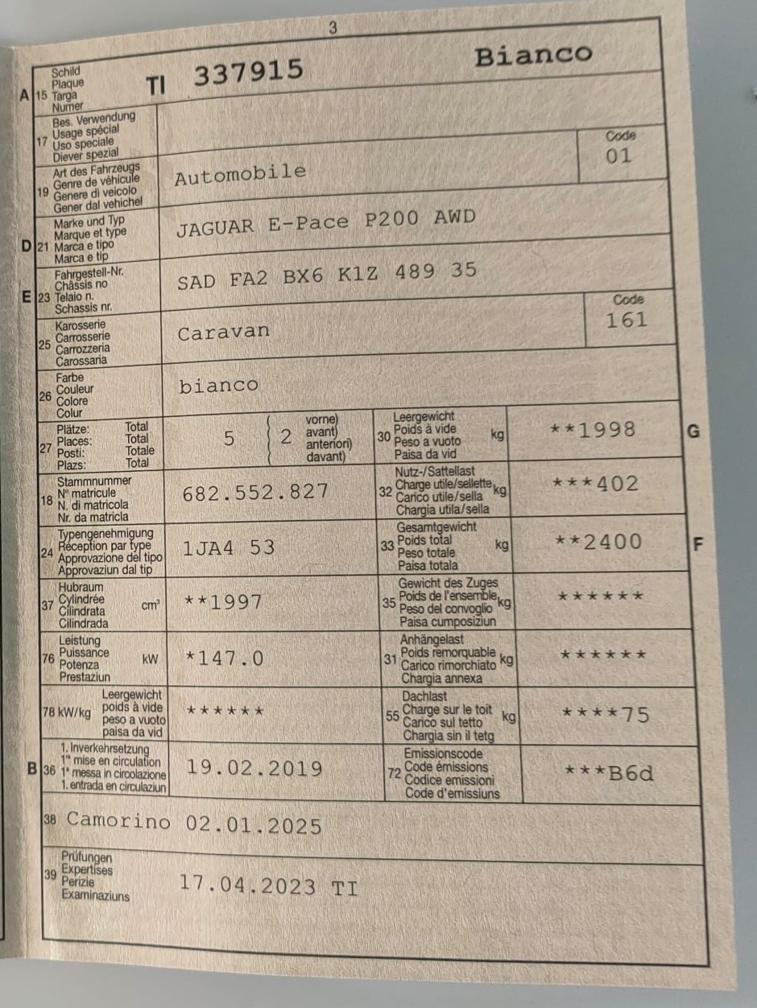 3
A 15 Schild
Plaque
Targa
Numer
TI 337915 Bianco
17 Bes. Verwendung
Usage spécial
Uso speciale
Diever spezial
19 Art des Fahrzeugs
Genre de véhicule
Genere di veicolo
Gener dal vehichel
Automobile
Code
01
D 21 Marke und Typ
Marque et type
Marca e tipo
Marca e tip
JAGUAR E-Pace P200 AWD
E 23 Fahrgestell-Nr.
Châssis no
Telaio n.
Schassis nr.
SAD FA2 BX6 K1Z 489 35
25 Karosserie
Carrosserie
Carrozzeria
Carossaria
Caravan
Code
161
26 Farbe
Couleur
Colore
Colur
bianco
27 Plätze: Total
Places: Total
Posti: Totale
Plazs: Total
5
2
vorne)
avant)
anteriori)
davant)
30 Leergewicht
Poids à vide
Peso a vuoto
Paisa da vid
kg
**1998
G
18 Stammnummer
N° matricule
N. di matricola
Nr. da matricla
682.552.827
32 Nutz-/Sattellast
Charge utile/sellette
Carico utile/sella
Chargia utila/sella
kg
***402
24 Typengenehmigung
Réception par type
Approvazione del tipo
Approvaziun dal tip
1JA4 53
33 Gesamtgewicht
Poids total
Peso totale
Paisa totala
kg
**2400
F
37 Hubraum
Cylindrée
Cilindrata
Cilindrada
cm³
**1997
35 Gewicht des Zuges
Poids de l'ensemble
Peso del convoglio
Paisa cumposiziun
kg
******
76 Leistung
Puissance
Potenza
Prestaziun
kW
*147.0
31 Anhängelast
Poids remorquable
Carico rimorchiato
Chargia annexa
kg
******
78 kW/kg
Leergewicht
poids à vide
peso a vuoto
paisa da vid
******
55 Dachlast
Charge sur le toit
Carico sul tetto
Chargia sin il tetg
kg
****75
B 36 1. Inverkehrsetzung
1re mise en circulation
1a messa in circolazione
1. entrada en circulaziun
19.02.2019
72 Emissionscode
Code émissions
Codice emissioni
Code d'emissiuns
***B6d
38 Camorino 02.01.2025
39 Prüfungen
Expertises
Perizie
Examinaziuns
17.04.2023 TI